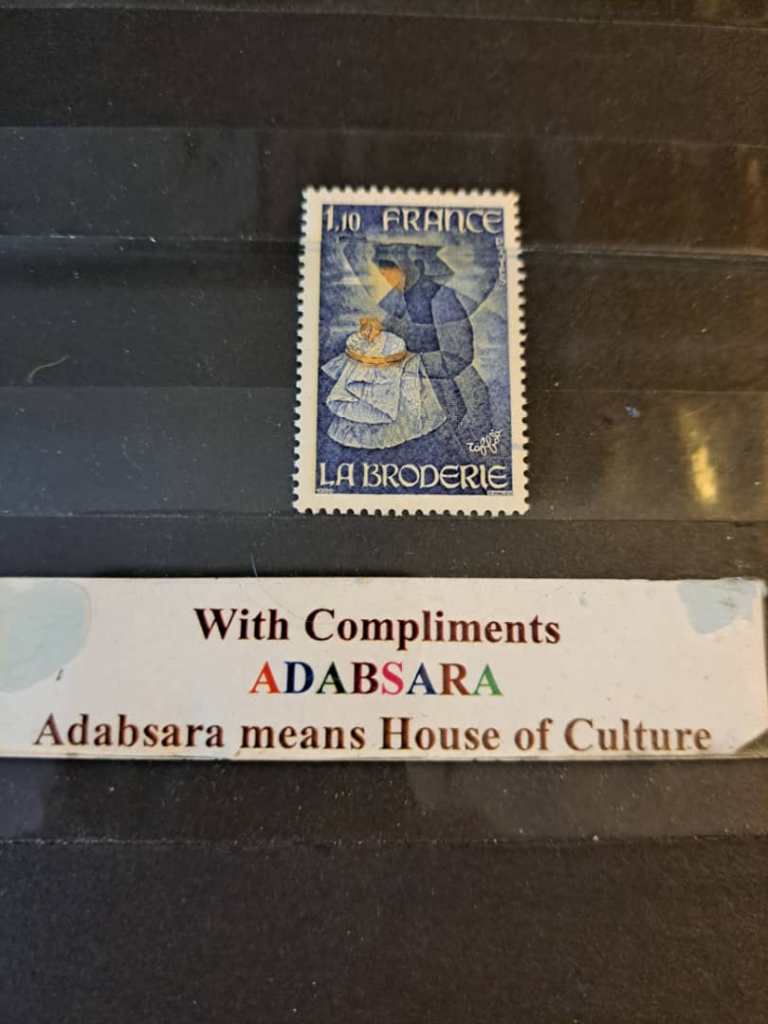 1,10 FRANCE
LA BRODERIE
With Compliments
ADABSARA
Adabsara means House of Culture